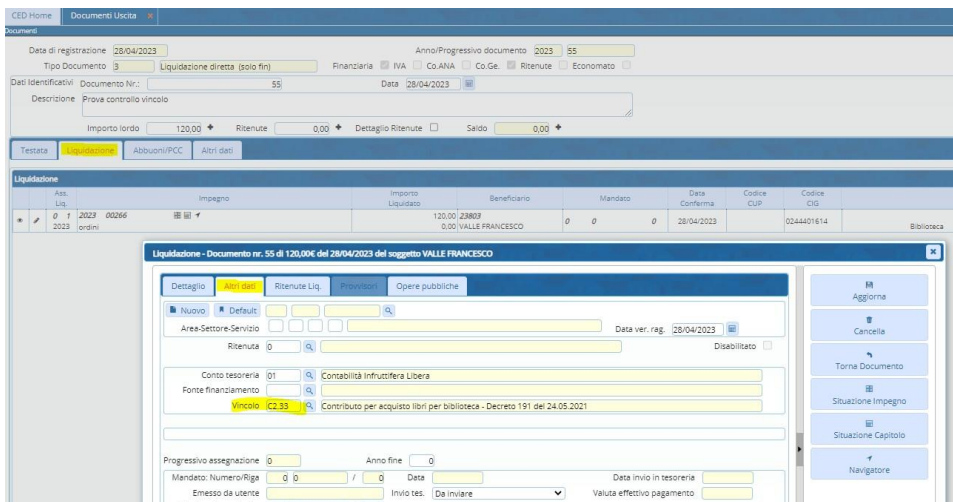 CED Home Documenti Uscita
Documenti
Data di registrazione 28/04/2023 Anno/Progressivo documento 2023 55
Tipo Documento 3 Liquidazione diretta (solo fin) Finanziaria IVA Co.ANA Co.Ge. Ritenute Economato
Dati Identificativi Documento Nr.: 55 Data 28/04/2023
Descrizione Prova controllo vincolo
Importo lordo 120,00 Ritenute 0,00 Dettaglio Ritenute Saldo 0,00
Testata Liquidazione Abbuoni/PCC Altri dati
Liquidazione
Ass. Liq. Impegno Importo Liquidato Beneficiario Mandato Data Conferma Codice CUP Codice CIG
0 1 2023 00266 120,00 23803 0 0 0 28/04/2023 0244401614
2023 ordini 0,00 VALLE FRANCESCO Biblioteca
Liquidazione - Documento nr. 55 di 120,00€ del 28/04/2023 del soggetto VALLE FRANCESCO
Dettaglio Altri dati Ritenute Liq. Provvisori Opere pubbliche
Nuovo Default
Area-Settore-Servizio Data ver. rag. 28/04/2023
Ritenuta 0 Disabilitato
Conto tesoreria 01 Contabilità Infruttifera Libera
Fonte finanziamento
Vincolo C2.33 Contributo per acquisto libri per biblioteca - Decreto 191 del 24.05.2021
Progressivo assegnazione 0 Anno fine 0
Mandato: Numero/Riga 0 0 / 0 Data Data invio in tesoreria
Emesso da utente Invio tes. Da inviare Valuta effettivo pagamento
Aggiorna
Cancella
Torna Documento
Situazione Impegno
Situazione Capitolo
Navigatore